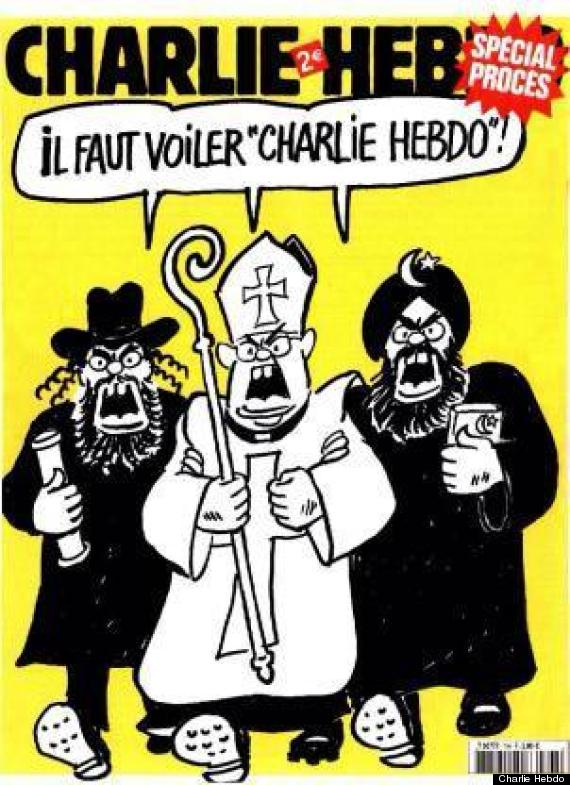 CHARLIE HEB
2€
SPÉCIAL
PROCÈS
iL FAUT VOiLER "CHARLiE HEBDO"!
Charlie Hebdo